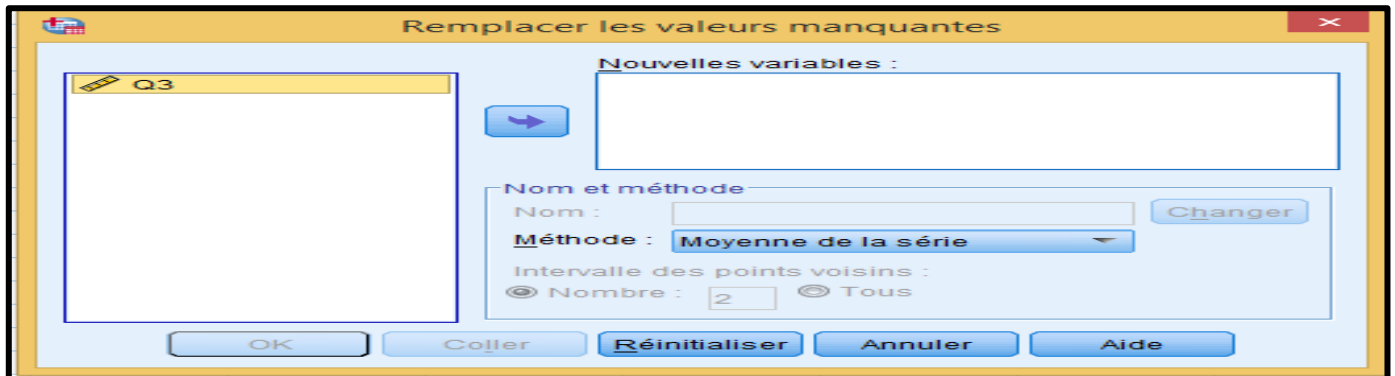 Remplacer les valeurs manquantes
Q3
Nouvelles variables :
Nom et méthode
Nom :
Changer
Méthode : Moyenne de la série
Intervalle des points voisins :
Nombre : 2 Tous
OK Coller Réinitialiser Annuler Aide